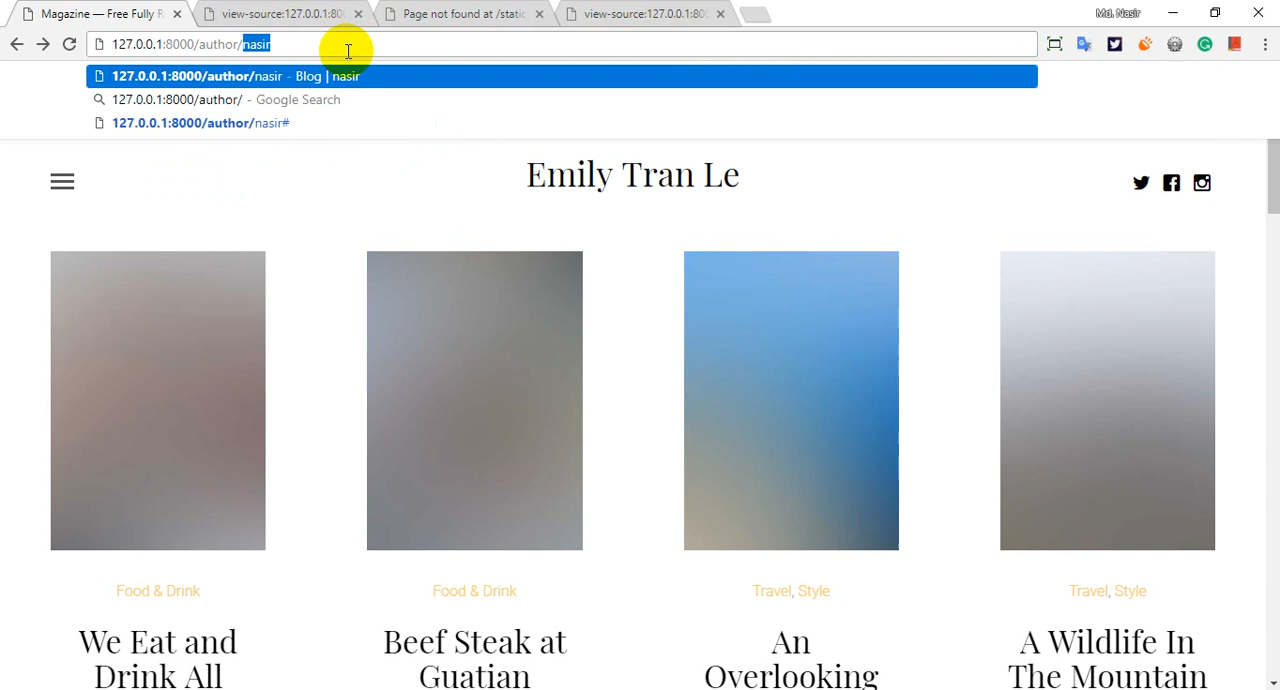 Magazine — Free Fully R
view-source:127.0.0.1:80
Page not found at /static
view-source:127.0.0.1:80
Md. Nasir
127.0.0.1:8000/author/nasir
127.0.0.1:8000/author/nasir - Blog | nasir
127.0.0.1:8000/author/ - Google Search
127.0.0.1:8000/author/nasir#
Emily Tran Le
Food & Drink
Food & Drink
Travel, Style
Travel, Style
We Eat and
Drink All
Beef Steak at
Guatian
An
Overlooking
A Wildlife In
The Mountain